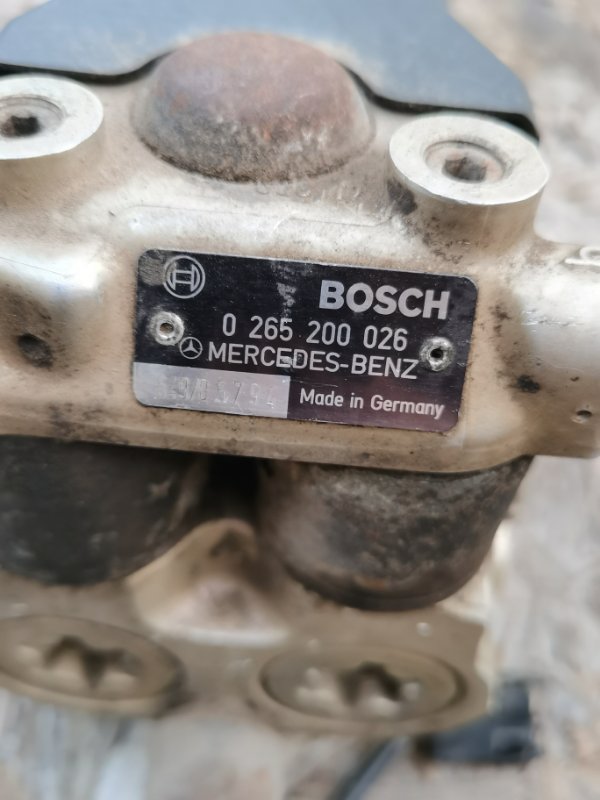 BOSCH
0 265 200 026
MERCEDES-BENZ
Made in Germany